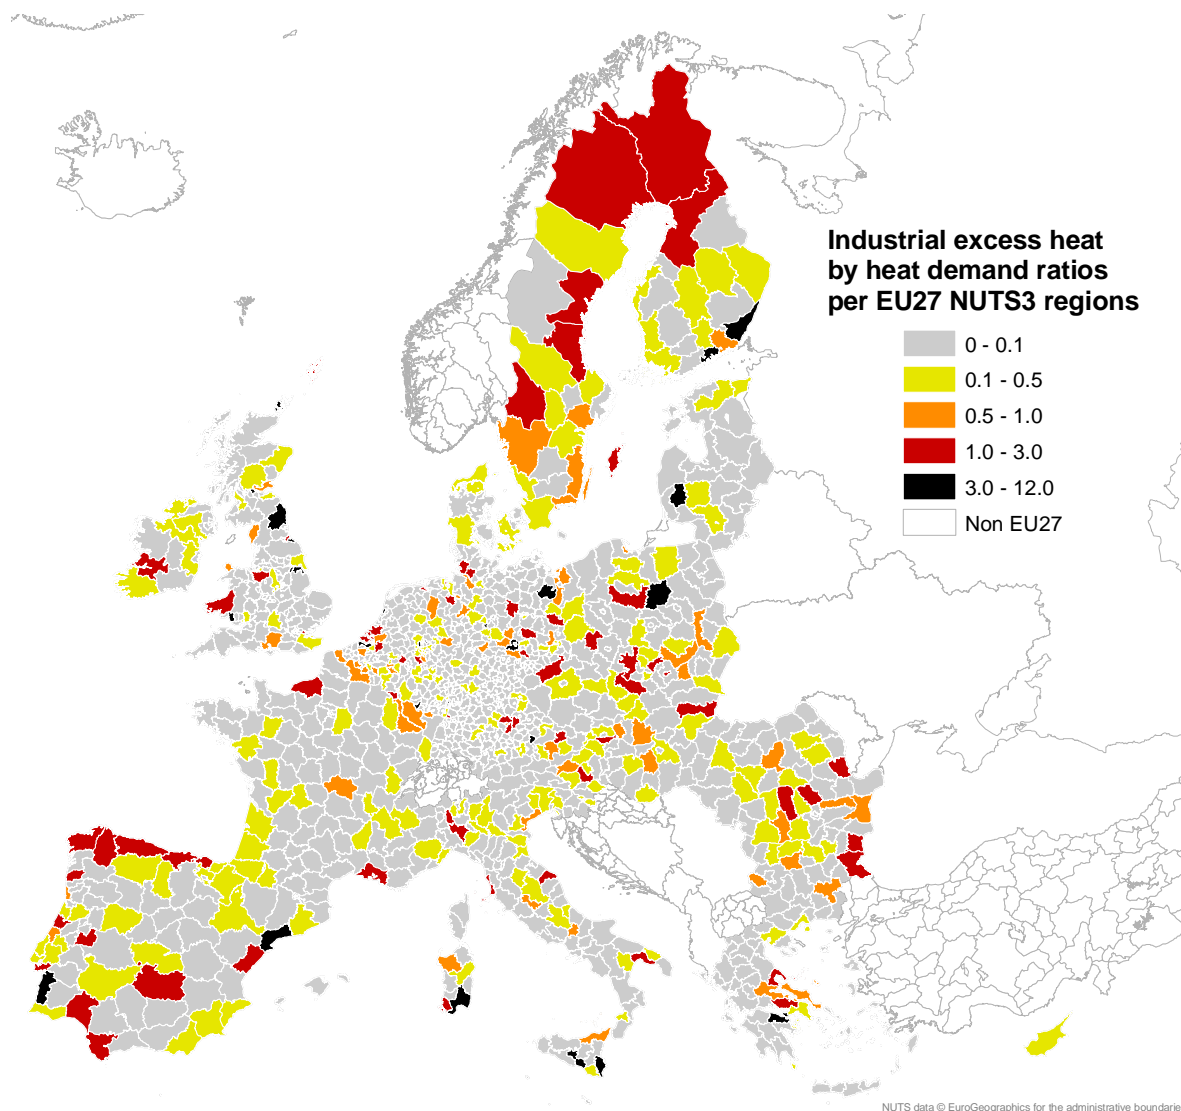 Industrial excess heat
by heat demand ratios
per EU27 NUTS3 regions
0 - 0.1
0.1 - 0.5
0.5 - 1.0
1.0 - 3.0
3.0 - 12.0
Non EU27
NUTS data © EuroGeographics for the administrative boundarie